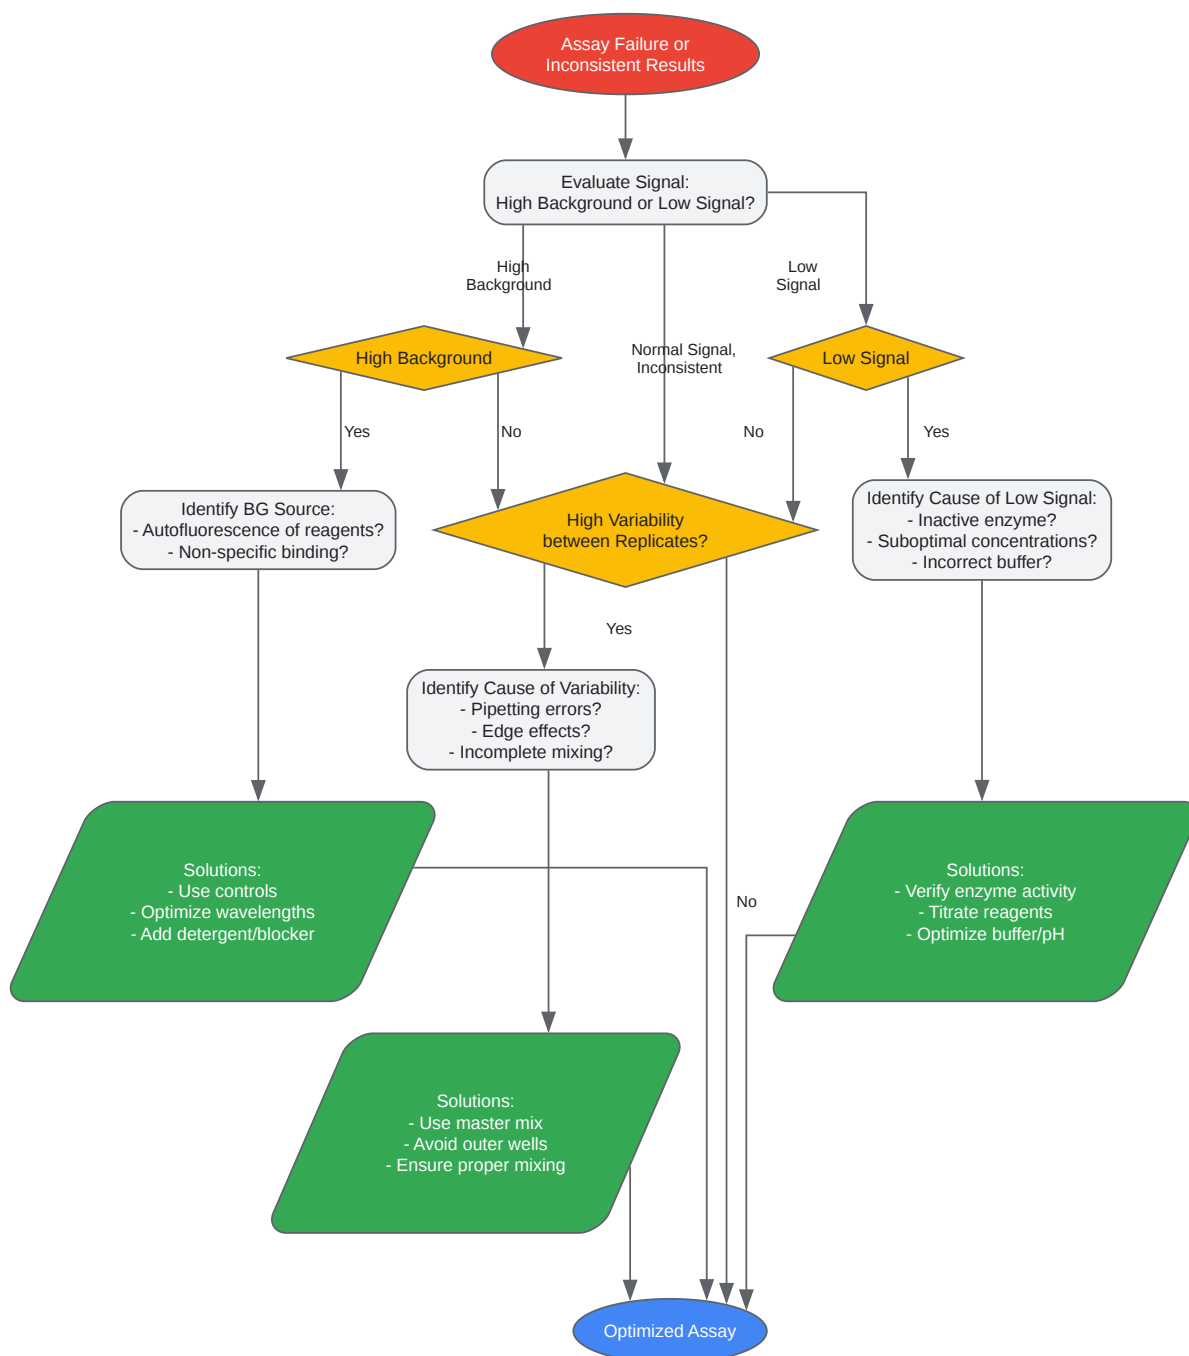 Assay Failure or
Inconsistent Results
Evaluate Signal:
High Background or Low Signal?
High
Background
Low
Signal
Normal Signal,
Inconsistent
High Background
Low Signal
Yes
No
No
Yes
Identify BG Source:
- Autofluorescence of reagents?
- Non-specific binding?
High Variability
between Replicates?
Identify Cause of Low Signal:
- Inactive enzyme?
- Suboptimal concentrations?
- Incorrect buffer?
Yes
Identify Cause of Variability:
- Pipetting errors?
- Edge effects?
- Incomplete mixing?
Solutions:
- Use controls
- Optimize wavelengths
- Add detergent/blocker
No
Solutions:
- Verify enzyme activity
- Titrate reagents
- Optimize buffer/pH
Solutions:
- Use master mix
- Avoid outer wells
- Ensure proper mixing
Optimized Assay